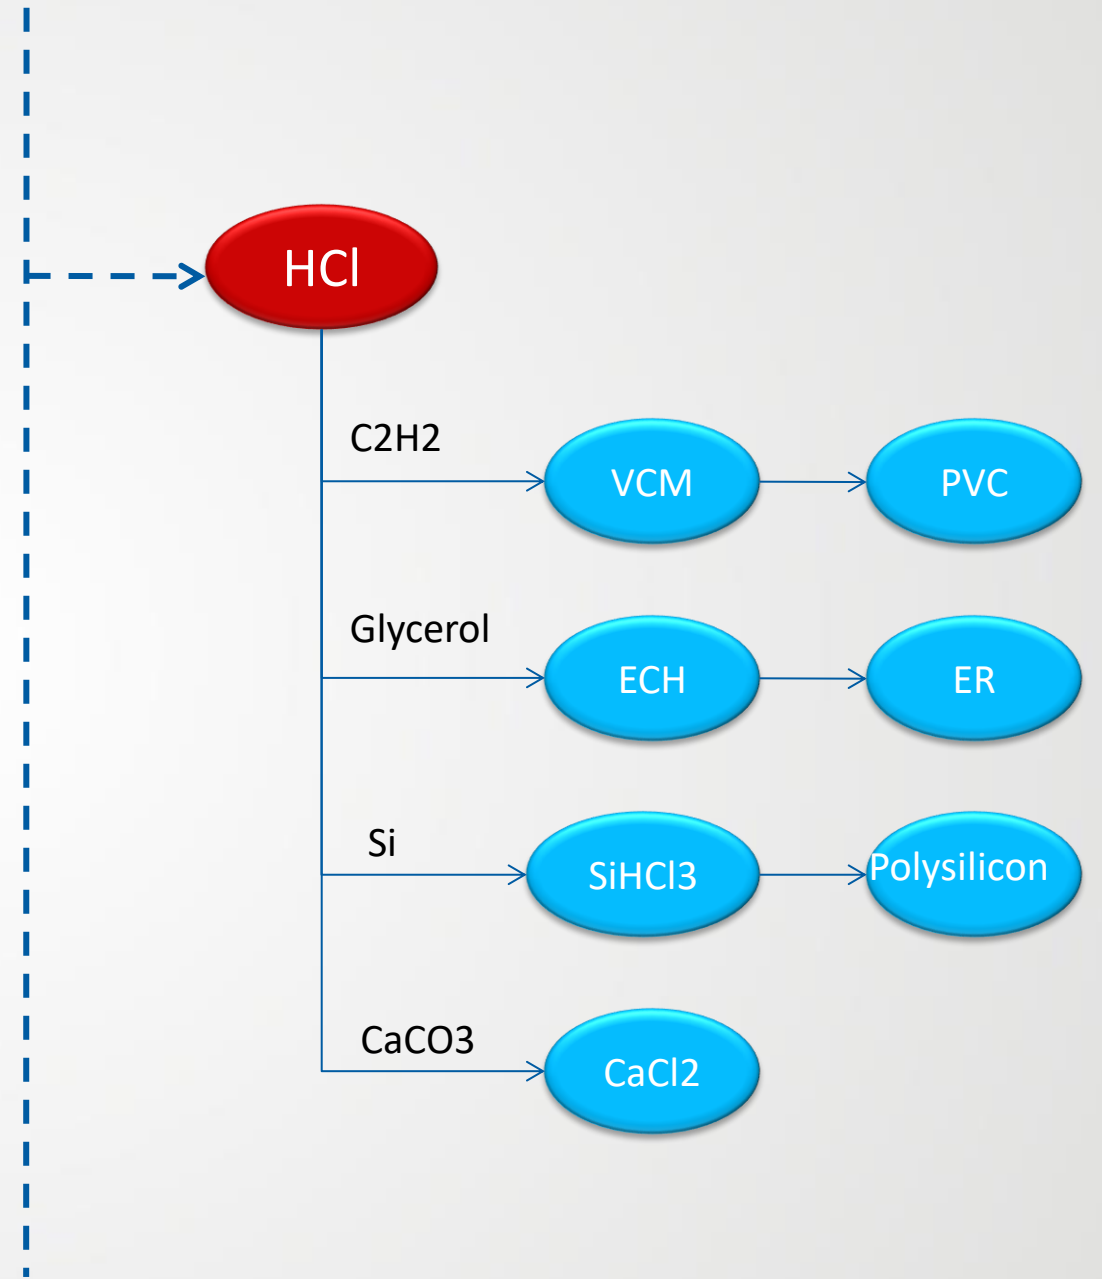 HCl
C2H2
VCM
PVC
Glycerol
ECH
ER
Si
SiHCl3
Polysilicon
CaCO3
CaCl2